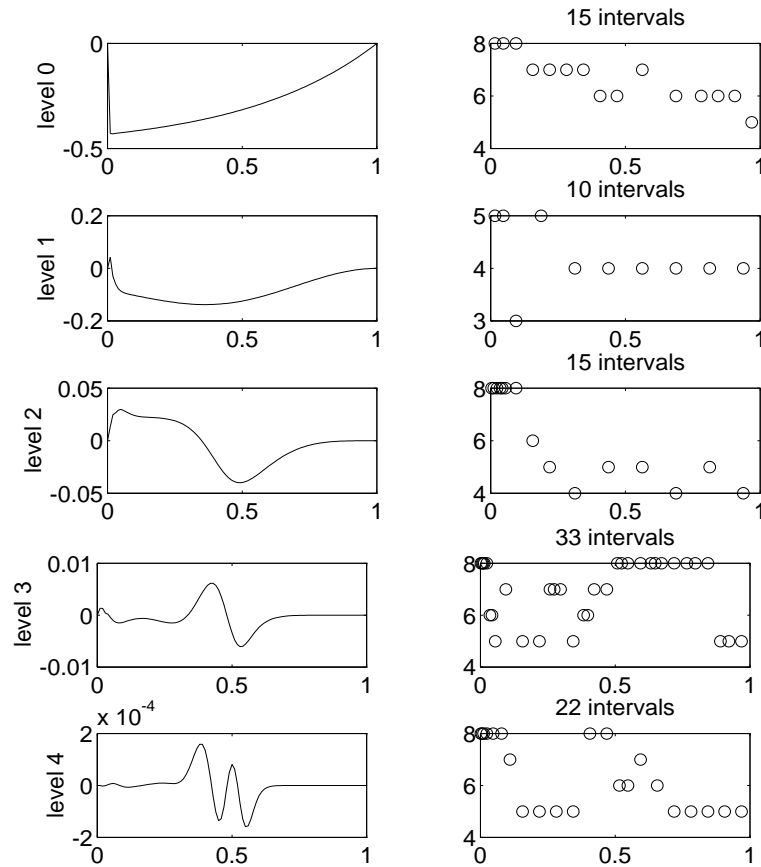 15 intervals
level 0
0
-0.5
0 0.5 1
8
6
4
0 0.5 1
10 intervals
level 1
0.2
0
-0.2
0 0.5 1
5
4
3
0 0.5 1
15 intervals
level 2
0.05
0
-0.05
0 0.5 1
8
6
4
0 0.5 1
33 intervals
level 3
0.01
0
-0.01
0 0.5 1
8
6
4
0 0.5 1
22 intervals
level 4
x 10^-4
2
0
-2
0 0.5 1
8
6
4
0 0.5 1